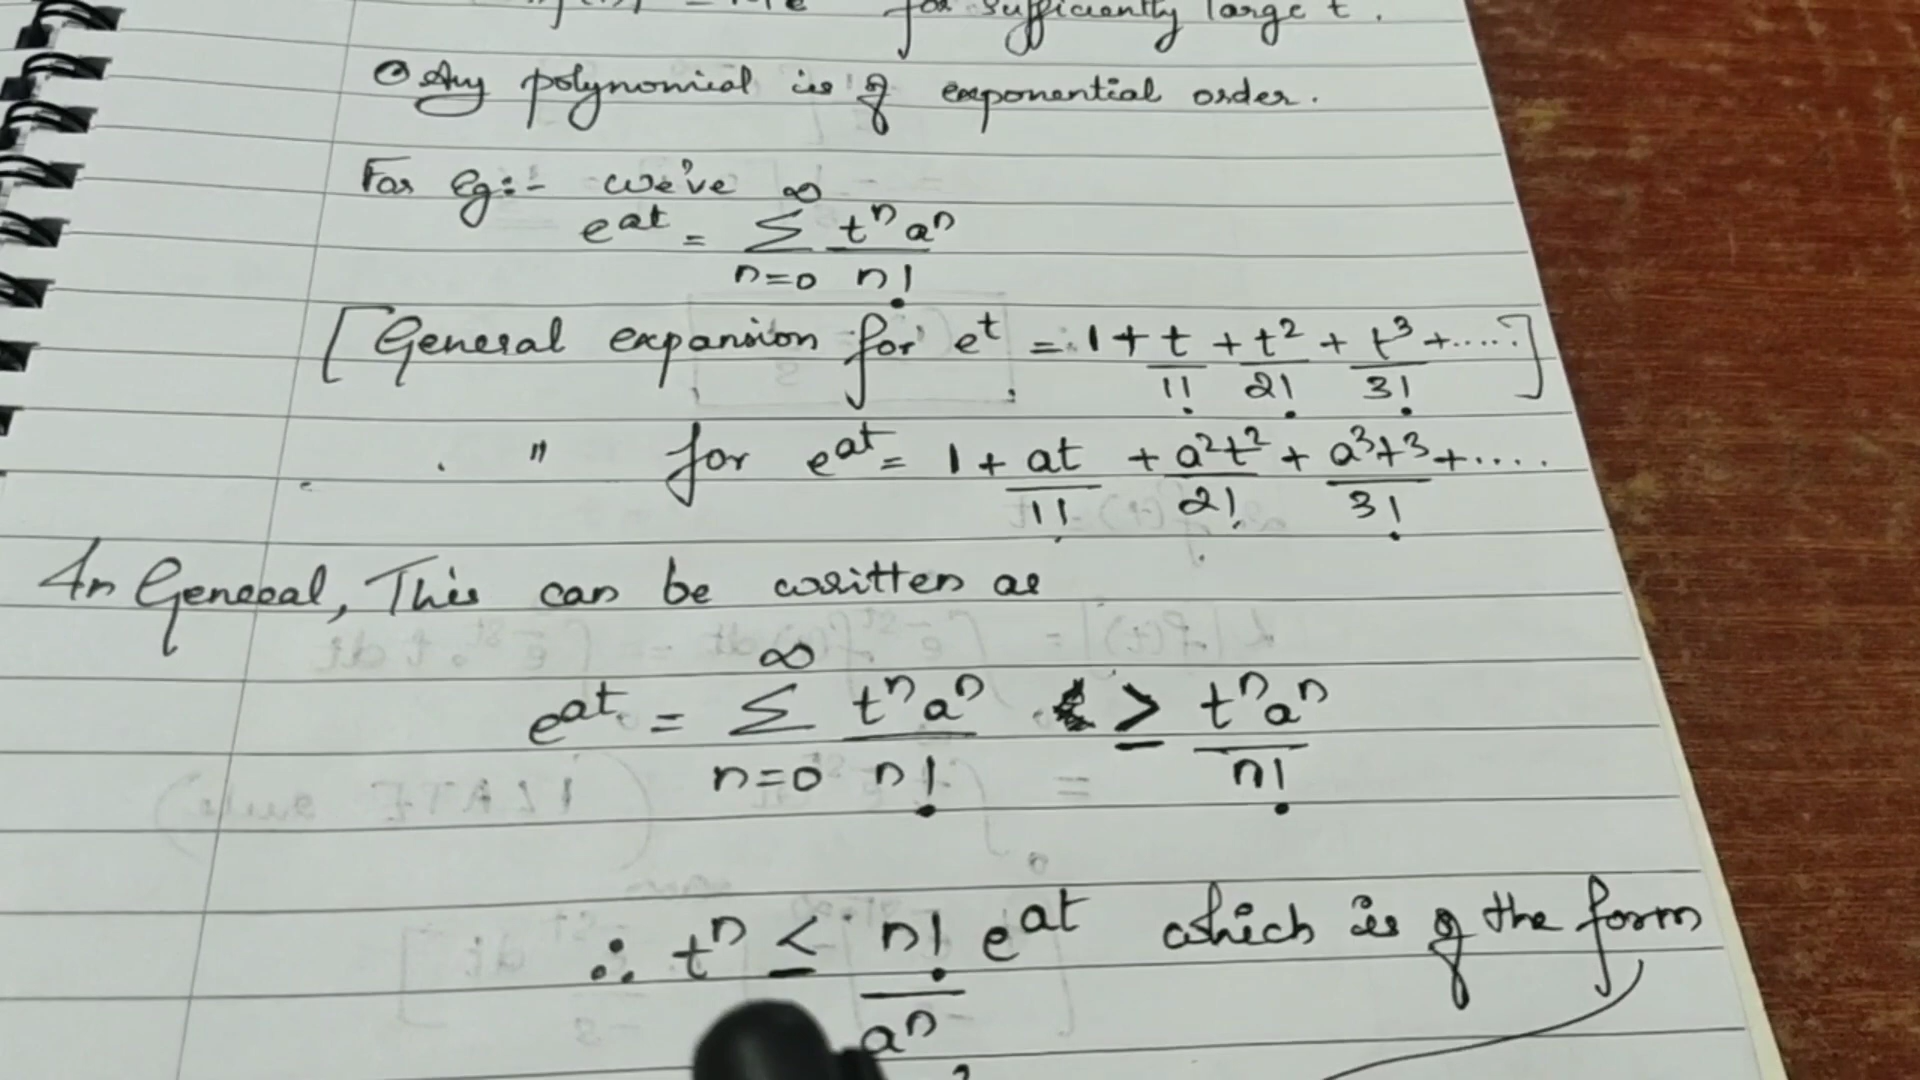 for sufficiently large t.
Any polynomial is of exponential order.
For eg:- we've
e^{at} = ∑_{n=0}^{∞} t^n a^n / n!
[General expansion for e^t = 1 + t/1! + t^2/2! + t^3/3! + .....]
" for e^{at} = 1 + at/1! + a^2t^2/2! + a^3t^3/3! + ....
In General, This can be written as
e^{at} = ∑_{n=0}^{∞} t^n a^n / n! ≥ t^n a^n / n!
∴ t^n ≤ n!/a^n e^{at} which is of the form